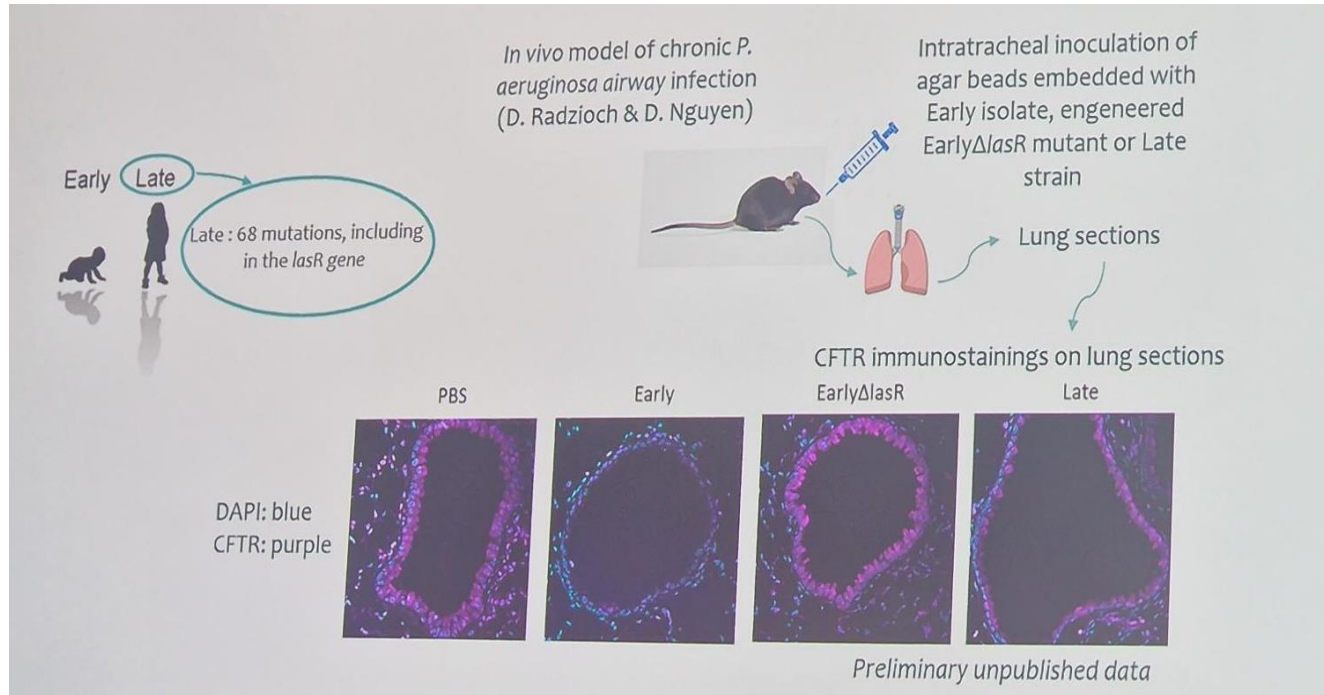 In vivo model of chronic P.
aeruginosa airway infection
(D. Radzioch & D. Nguyen)
Intratracheal inoculation of
agar beads embedded with
Early isolate, engeneered
EarlyΔlasR mutant or Late
strain
Early Late
Late : 68 mutations, including
in the lasR gene
Lung sections
CFTR immunostainings on lung sections
PBS Early EarlyΔlasR Late
DAPI: blue
CFTR: purple
Preliminary unpublished data